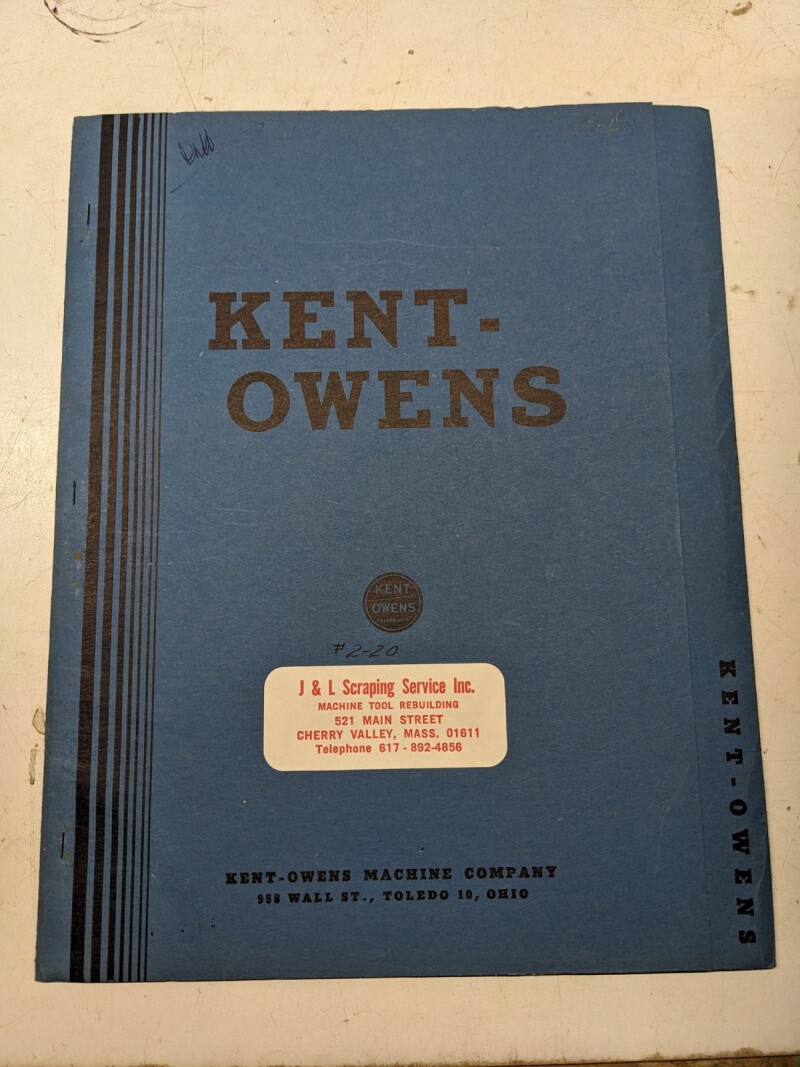 KENT-
OWENS
KENT
OWENS
#2-20
J & L Scraping Service Inc.
MACHINE TOOL REBUILDING
521 MAIN STREET
CHERRY VALLEY, MASS. 01611
Telephone 617-892-4856
KENT-OWENS MACHINE COMPANY
958 WALL ST., TOLEDO 10, OHIO
KENT-OWENS